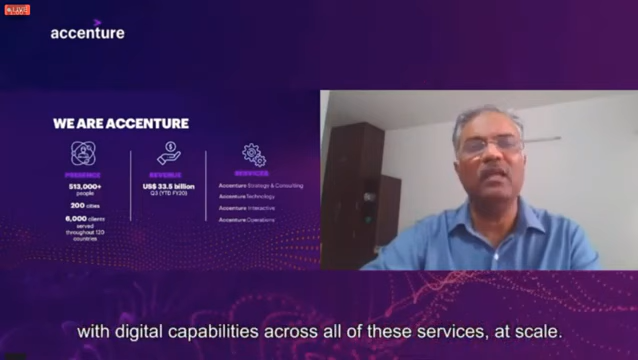 LIVE
accenture
WE ARE ACCENTURE
PRESENCE
513,000+
people
200 cities
6,000 clients
served
throughout 120
countries
REVENUE
US$ 33.5 billion
Q3 (YTD FY20)
SERVICES
Accenture Strategy & Consulting
Accenture Technology
Accenture Interactive
Accenture Operations
with digital capabilities across all of these services, at scale.